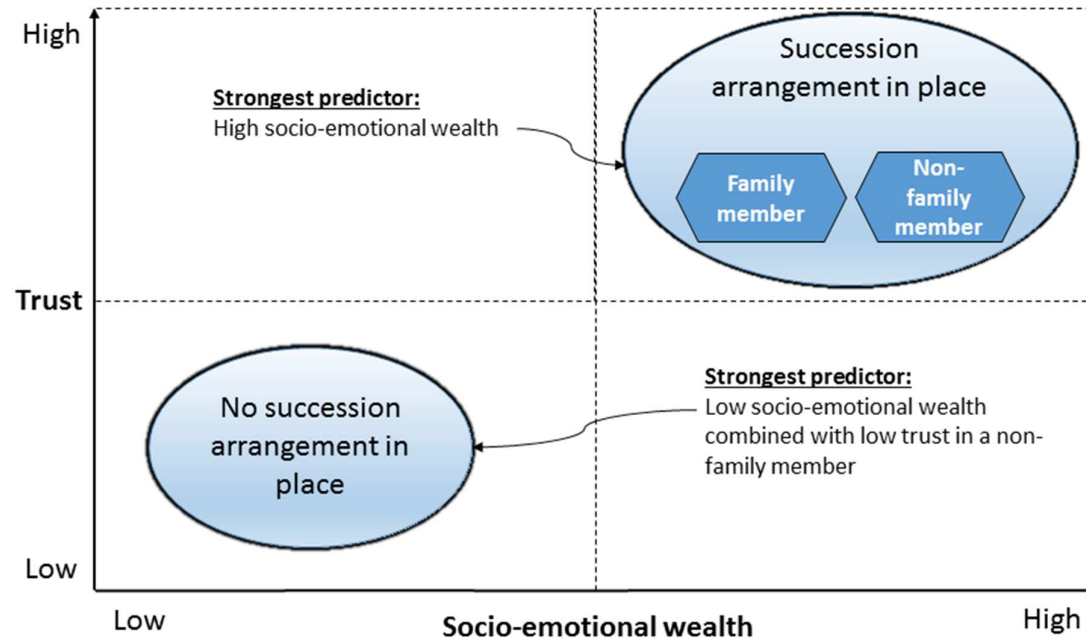 High
Succession
arrangement in place
Strongest predictor:
High socio-emotional wealth
Family
member
Non-
family
member
Trust
Strongest predictor:
Low socio-emotional wealth
combined with low trust in a non-
family member
No succession
arrangement in
place
Low
Low
Socio-emotional wealth
High